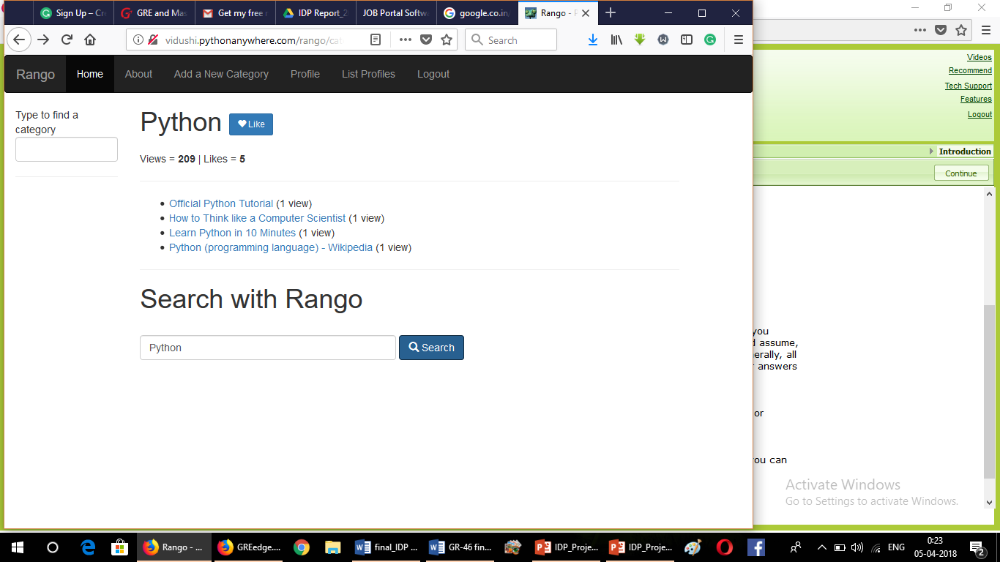 Sign Up – Cr
GRE and Mas
Get my free r
IDP Report_2
JOB Portal Softw
google.co.in/
Rango - P
vidushi.pythonanywhere.com/rango/cat
Search
Rango
Home
About
Add a New Category
Profile
List Profiles
Logout
Type to find a
category
Python
Like
Views = 209 | Likes = 5
Official Python Tutorial (1 view)
How to Think like a Computer Scientist (1 view)
Learn Python in 10 Minutes (1 view)
Python (programming language) - Wikipedia (1 view)
Search with Rango
Python
Search
Videos
Recommend
Tech Support
Features
Logout
Introduction
Continue
you
d assume,
erally, all
answers
or
you can
Activate Windows
Go to Settings to activate Windows.
Rango - ...
GREedge....
final_IDP ...
GR-46 fin...
IDP_Proje...
IDP_Proje...
ENG
0:23
05-04-2018
2